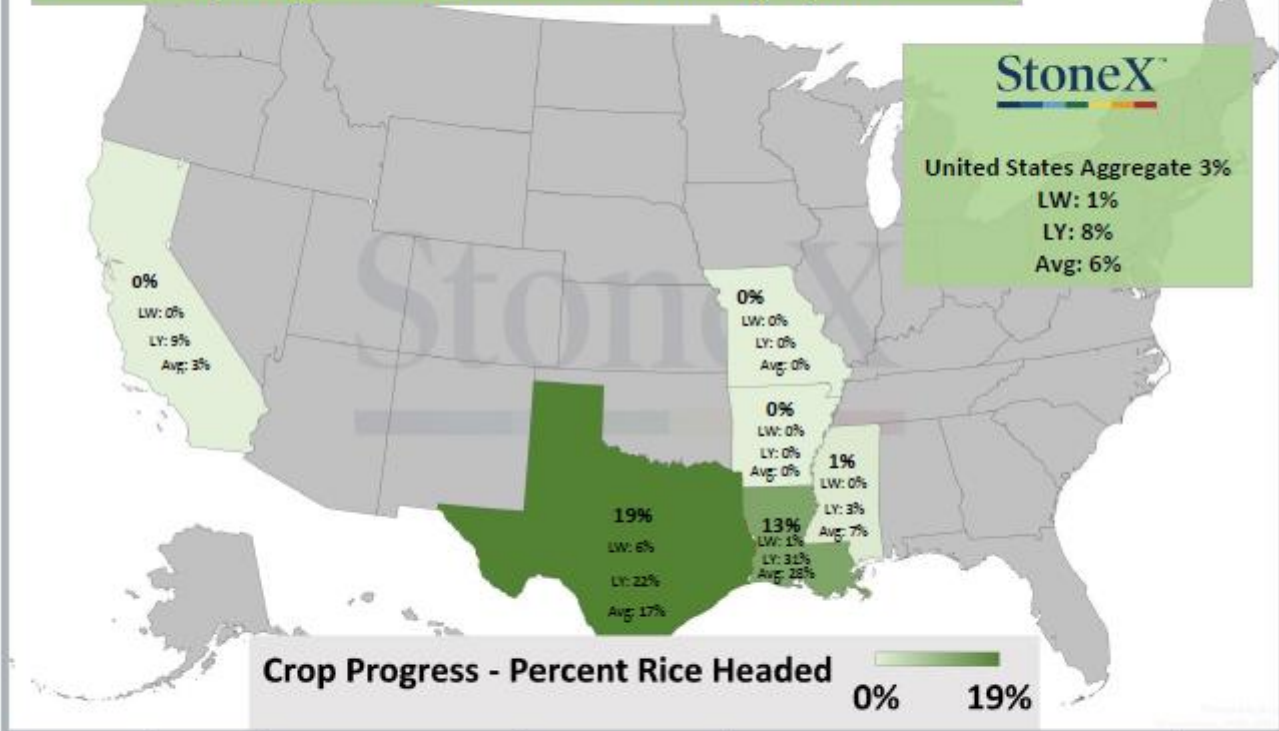 StoneX™
United States Aggregate 3%
LW: 1%
LY: 8%
Avg: 6%
StoneX
0%
LW: 0%
LY: 9%
Avg: 3%
0%
LW: 0%
LY: 0%
Avg: 0%
0%
LW: 0%
LY: 0%
Avg: 0%
1%
LW: 0%
LY: 3%
Avg: 7%
19%
LW: 6%
LY: 22%
Avg: 17%
13%
LW: 1%
LY: 31%
Avg: 28%
Crop Progress - Percent Rice Headed
0% 19%